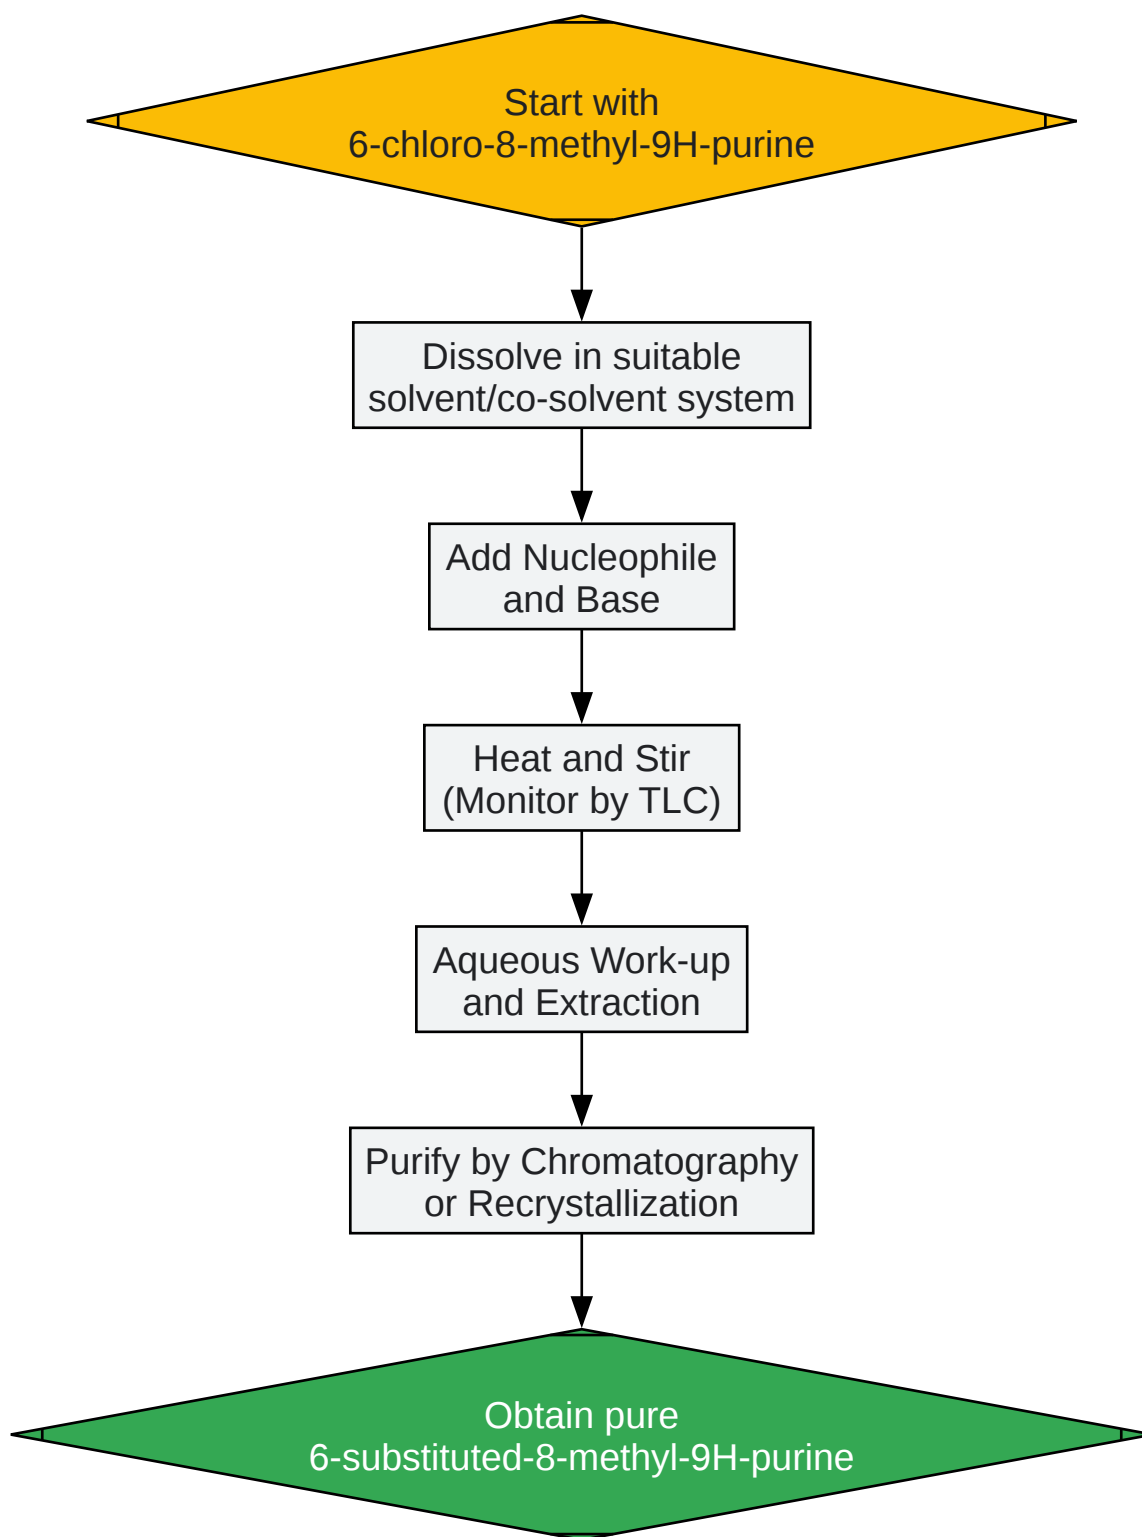 Start with
6-chloro-8-methyl-9H-purine
Dissolve in suitable
solvent/co-solvent system
Add Nucleophile
and Base
Heat and Stir
(Monitor by TLC)
Aqueous Work-up
and Extraction
Purify by Chromatography
or Recrystallization
Obtain pure
6-substituted-8-methyl-9H-purine